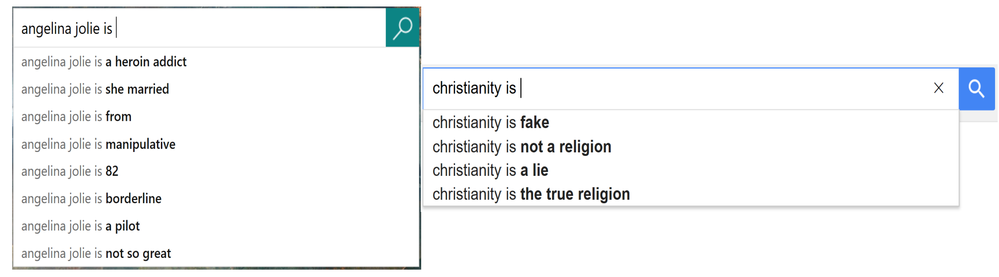 angelina jolie is
angelina jolie is a heroin addict
angelina jolie is she married
angelina jolie is from
angelina jolie is manipulative
angelina jolie is 82
angelina jolie is borderline
angelina jolie is a pilot
angelina jolie is not so great
christianity is
christianity is fake
christianity is not a religion
christianity is a lie
christianity is the true religion